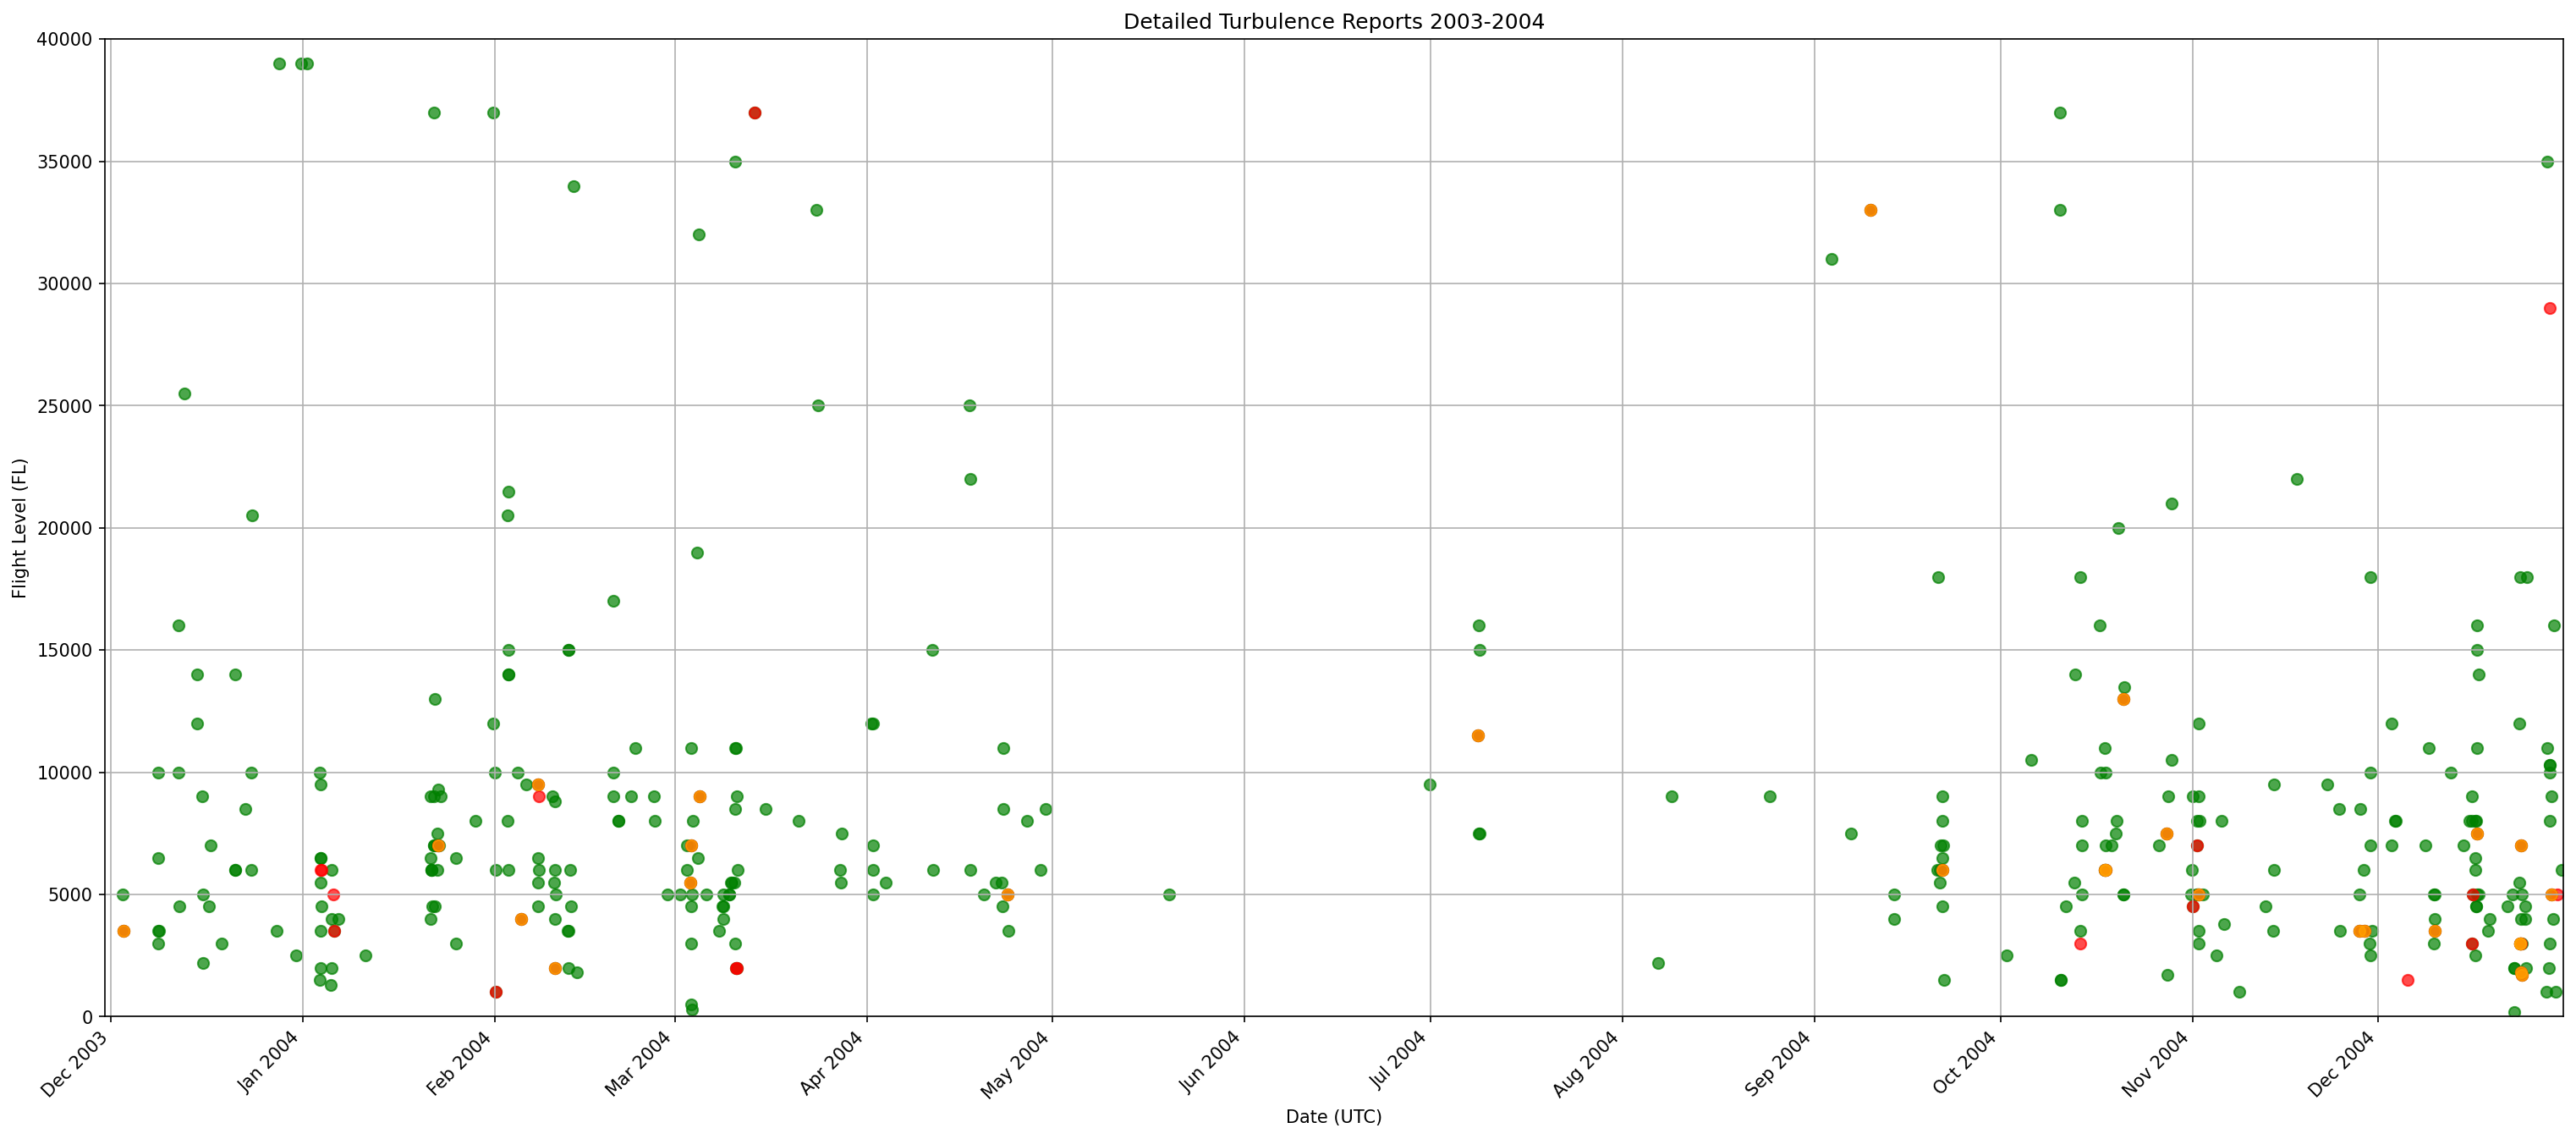 Detailed Turbulence Reports 2003-2004
40000
35000
30000
25000
20000
15000
10000
5000
0
Flight Level (FL)
Dec 2003
Jan 2004
Feb 2004
Mar 2004
Apr 2004
May 2004
Jun 2004
Jul 2004
Aug 2004
Sep 2004
Oct 2004
Nov 2004
Dec 2004
Date (UTC)